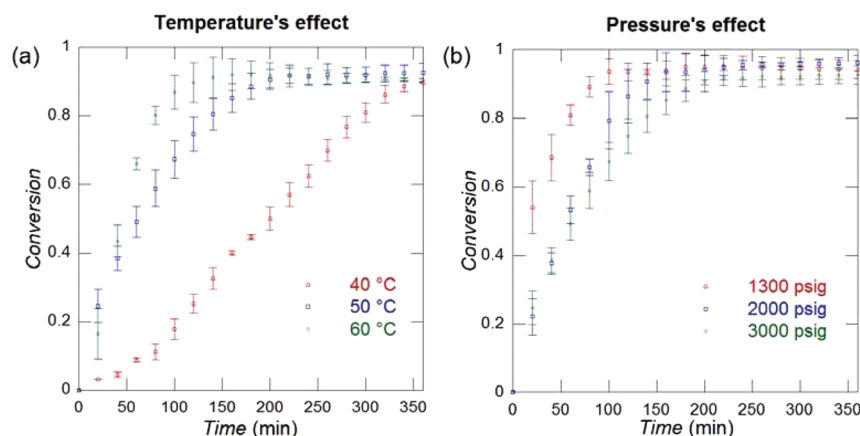 Temperature's effect
(a)
Conversion
1
0.8
0.6
0.4
0.2
0
0 50 100 150 200 250 300 350
Time (min)
40 °C
50 °C
60 °C
Pressure's effect
(b)
Conversion
1
0.8
0.6
0.4
0.2
0
0 50 100 150 200 250 300 350
Time (min)
1300 psig
2000 psig
3000 psig